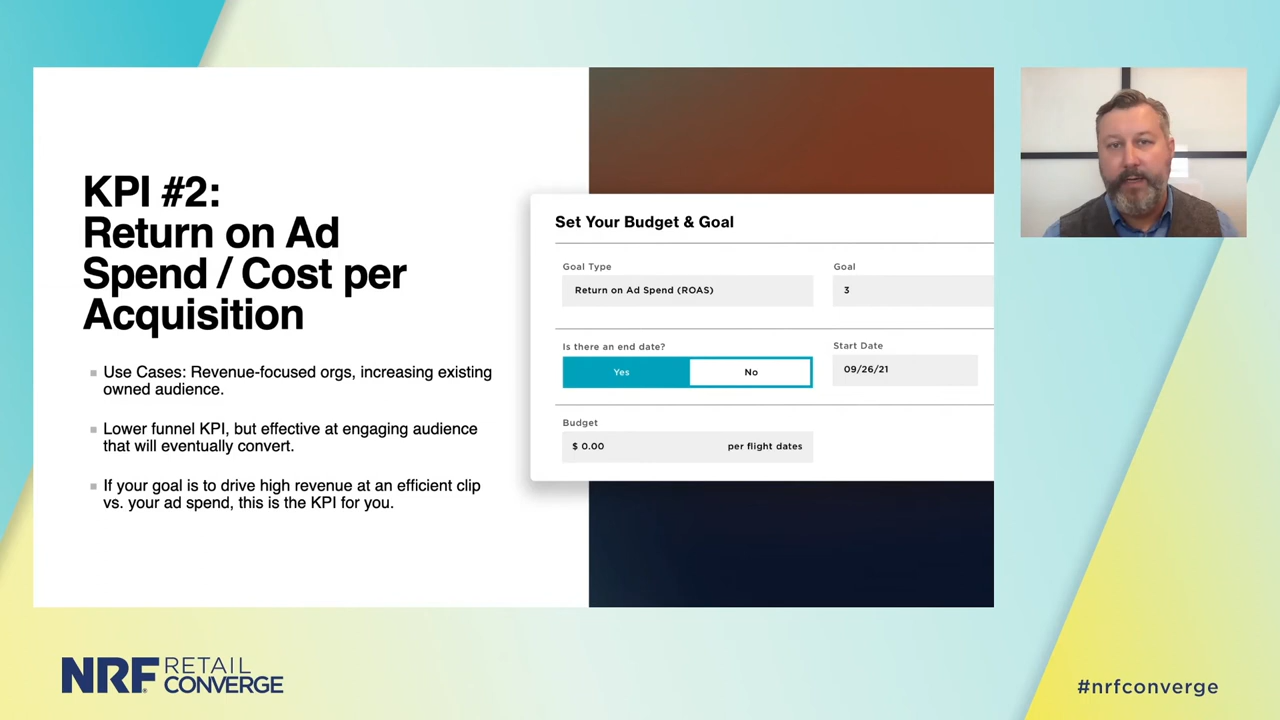 KPI #2:
Return on Ad
Spend / Cost per
Acquisition
Use Cases: Revenue-focused orgs, increasing existing
owned audience.
Lower funnel KPI, but effective at engaging audience
that will eventually convert.
If your goal is to drive high revenue at an efficient clip
vs. your ad spend, this is the KPI for you.
Set Your Budget & Goal
Goal Type
Goal
Return on Ad Spend (ROAS)
3
Is there an end date?
Start Date
Yes
No
09/26/21
Budget
$ 0.00
per flight dates
NRF RETAIL
CONVERGE
#nrfconverge